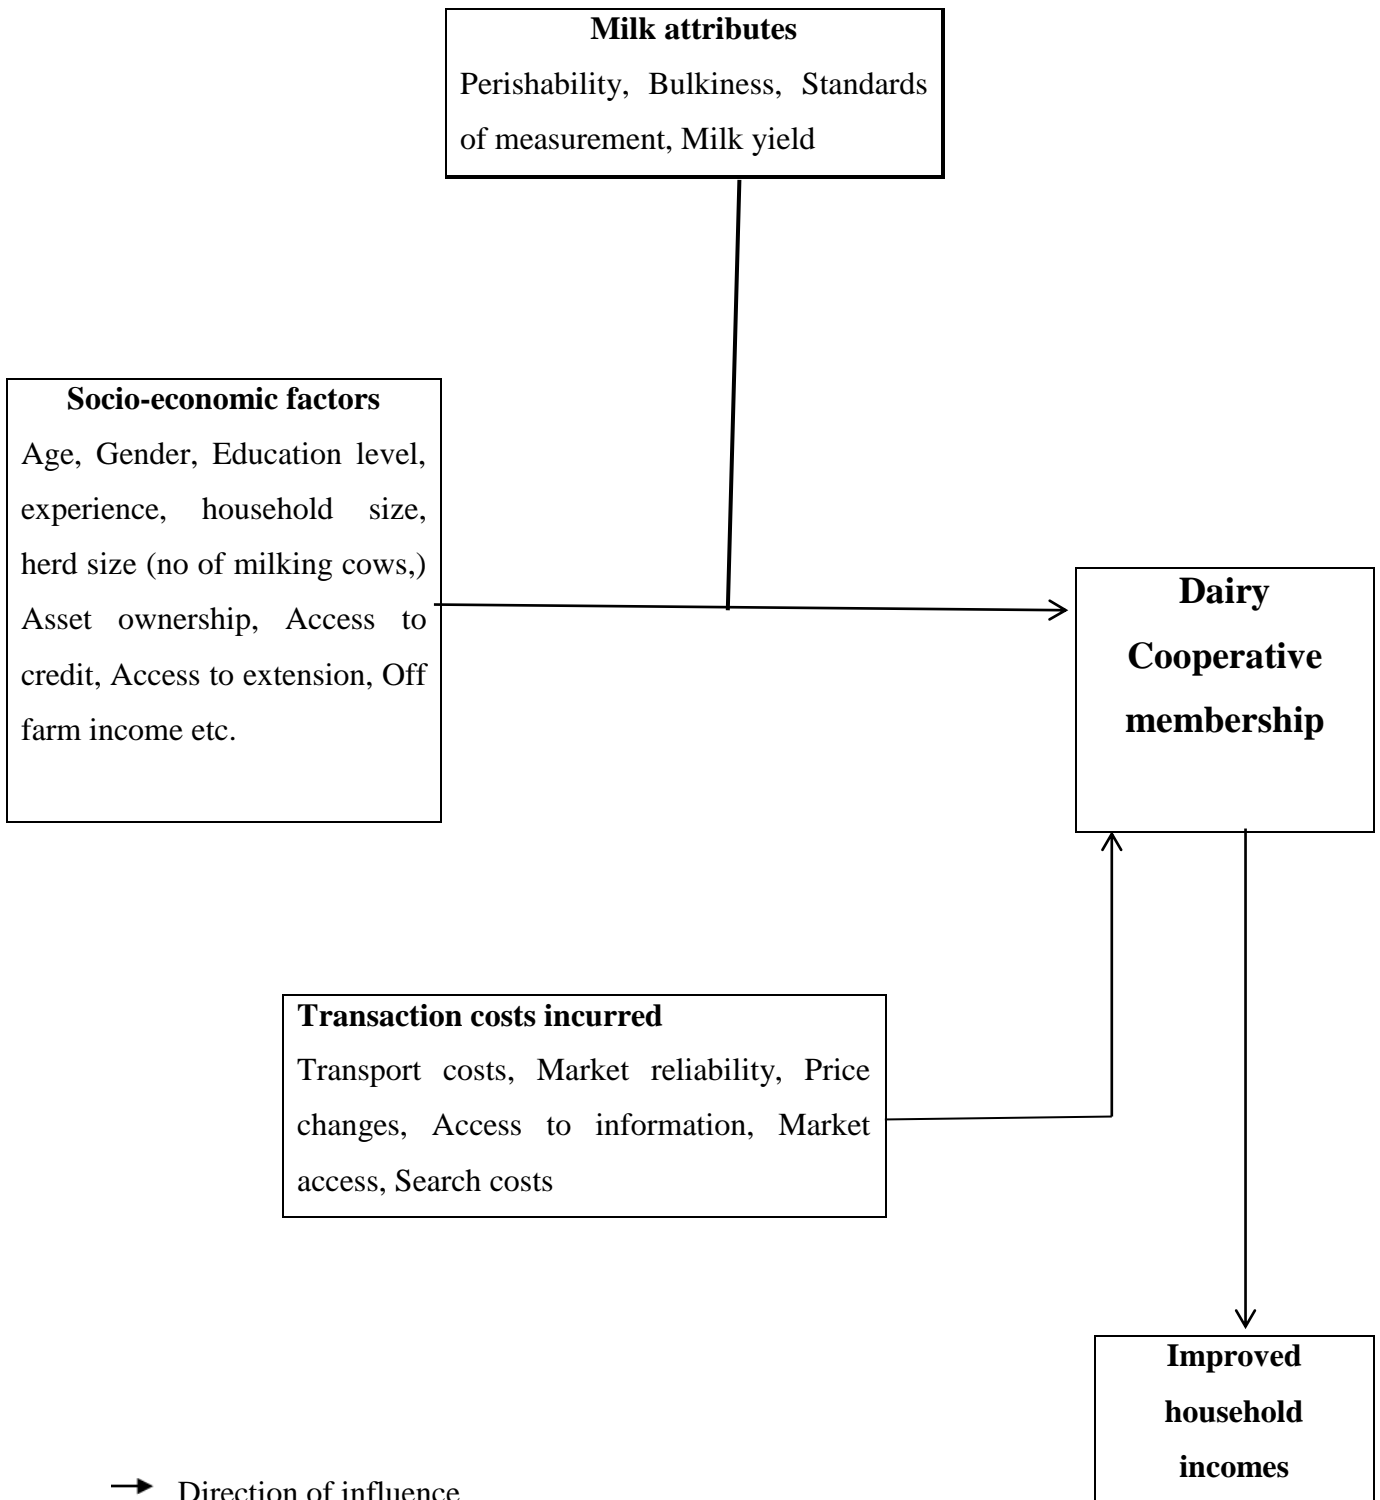 Milk attributes
Perishability, Bulkiness, Standards
of measurement, Milk yield
Socio-economic factors
Age, Gender, Education level,
experience, household size,
herd size (no of milking cows,)
Asset ownership, Access to
credit, Access to extension, Off
farm income etc.
Dairy
Cooperative
membership
Transaction costs incurred
Transport costs, Market reliability, Price
changes, Access to information, Market
access, Search costs
Improved
household
incomes
Direction of influence